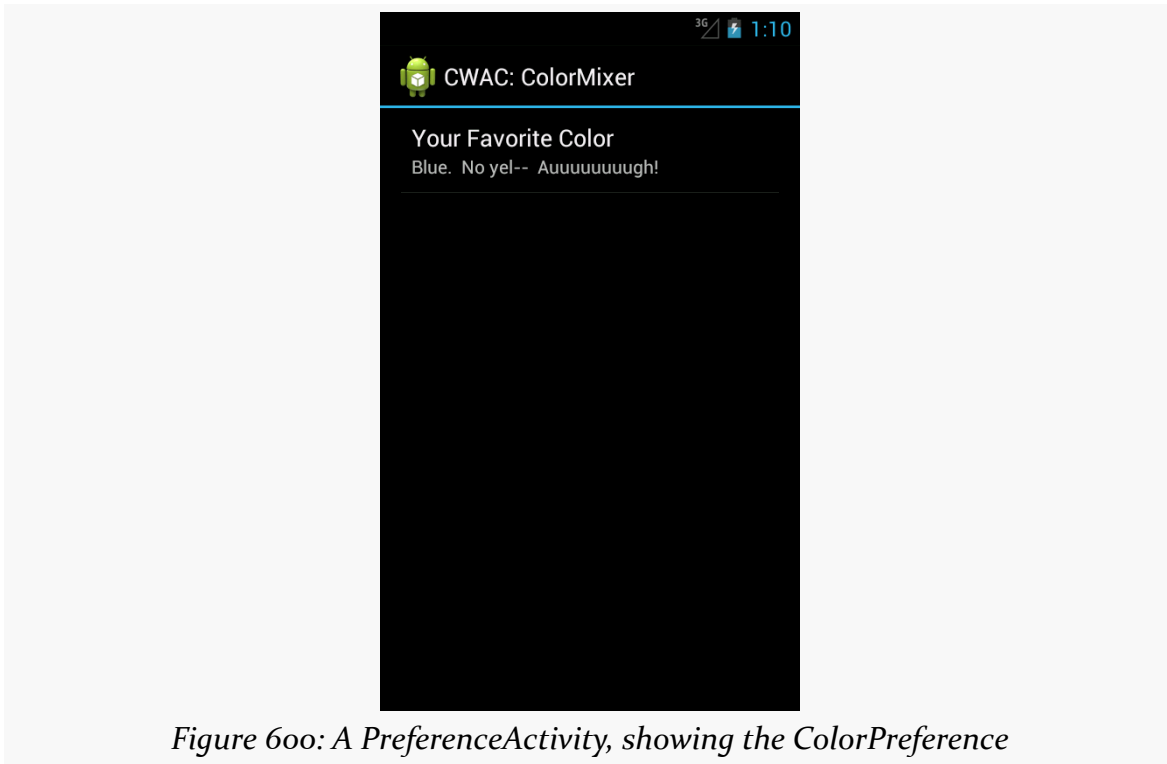 3G 1:10
CWAC: ColorMixer
Your Favorite Color
Blue.  No yel--  Auuuuuuuugh!
Figure 600: A PreferenceActivity, showing the ColorPreference